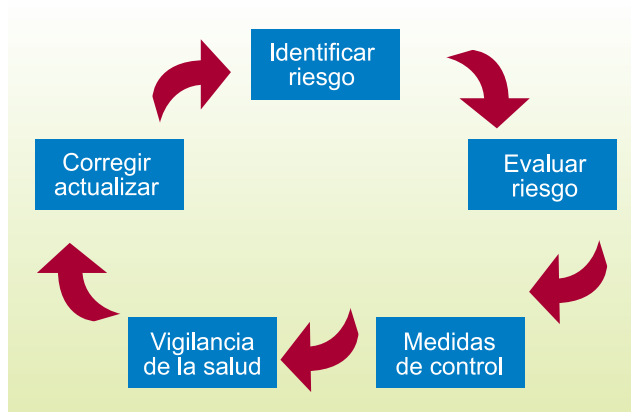 Identificar
riesgo
Evaluar
riesgo
Medidas
de control
Vigilancia
de la salud
Corregir
actualizar